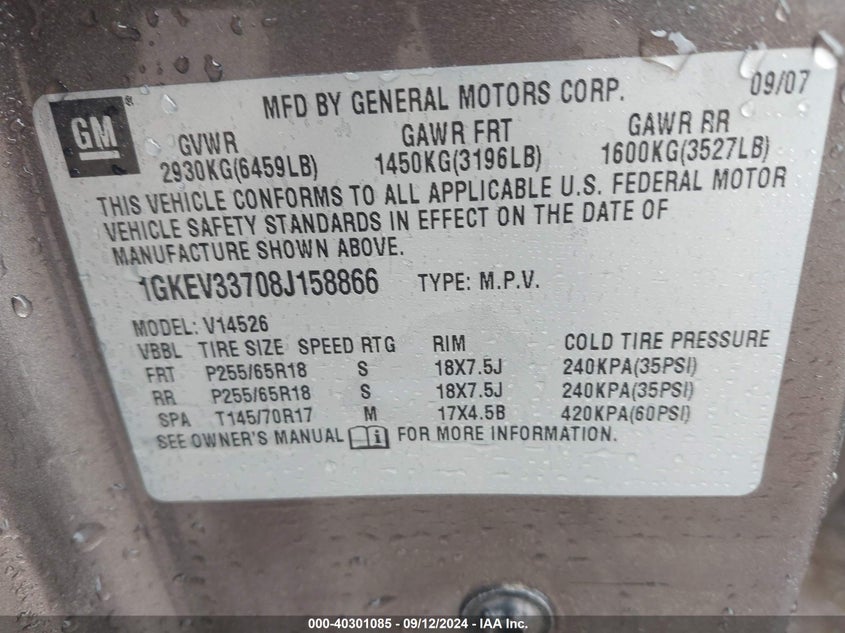 GM ®
MFD BY GENERAL MOTORS CORP. 09/07
GVWR GAWR FRT GAWR RR
2930KG(6459LB) 1450KG(3196LB) 1600KG(3527LB)
THIS VEHICLE CONFORMS TO ALL APPLICABLE U.S. FEDERAL MOTOR
VEHICLE SAFETY STANDARDS IN EFFECT ON THE DATE OF
MANUFACTURE SHOWN ABOVE.
1GKEV33708J158866 TYPE: M.P.V.
MODEL: V14526
VBBL TIRE SIZE SPEED RTG RIM COLD TIRE PRESSURE
FRT P255/65R18 S 18X7.5J 240KPA(35PSI)
RR P255/65R18 S 18X7.5J 240KPA(35PSI)
SPA T145/70R17 M 17X4.5B 420KPA(60PSI)
SEE OWNER'S MANUAL i FOR MORE INFORMATION.
000-40301085 - 09/12/2024 - IAA Inc.